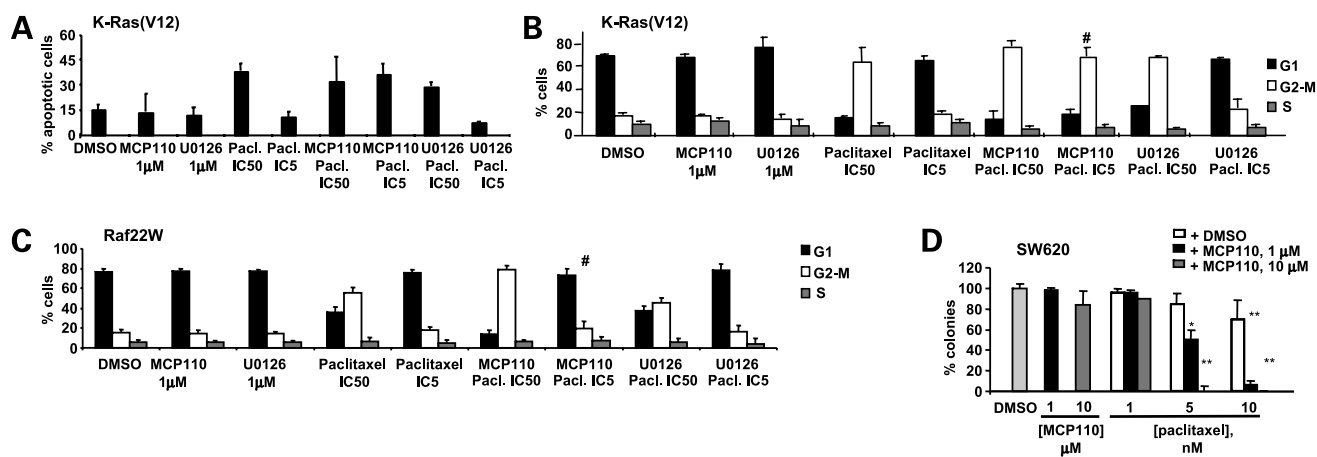 A
K-Ras(V12)
% apoptotic cells
60
45
30
15
0
DMSO
MCP110
1µM
U0126
1µM
Pacl.
IC50
Pacl.
IC5
MCP110
Pacl.
IC50
MCP110
Pacl.
IC5
U0126
Pacl.
IC50
U0126
Pacl.
IC5
B
K-Ras(V12)
% cells
80
60
40
20
0
#
G1
G2-M
S
DMSO
MCP110
1µM
U0126
1µM
Paclitaxel
IC50
Paclitaxel
IC5
MCP110
Pacl. IC50
MCP110
Pacl. IC5
U0126
Pacl. IC50
U0126
Pacl. IC5
C
Raf22W
% cells
100
80
60
40
20
0
#
G1
G2-M
S
DMSO
MCP110
1µM
U0126
1µM
Paclitaxel
IC50
Paclitaxel
IC5
MCP110
Pacl. IC50
MCP110
Pacl. IC5
U0126
Pacl. IC50
U0126
Pacl. IC5
D
SW620
+ DMSO
+ MCP110, 1 µM
+ MCP110, 10 µM
% colonies
120
100
80
60
40
20
0
*
**
**
**
DMSO
1 10
1 5 10
[MCP110]
µM
[paclitaxel],
nM